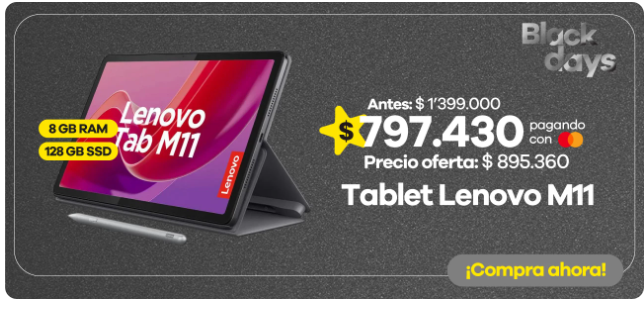 Black
days
Antes: $ 1'399.000
$797.430 pagando
con
Precio oferta: $ 895.360
Tablet Lenovo M11
¡Compra ahora!
8 GB RAM
128 GB SSD
Lenovo
Tab M11
Lenovo